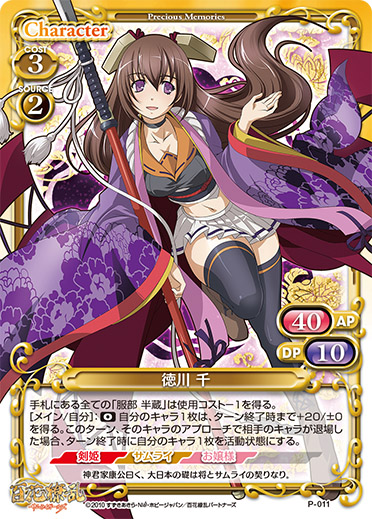 Precious Memories
Character
COST
3
SOURCE
2
40 AP
DP 10
徳川 千
手札にある全ての「服部 半蔵」は使用コスト－1を得る。
[メイン/自分]：自分のキャラ1枚は、ターン終了時まで+20/±0
を得る。このターン、そのキャラのアプローチで相手のキャラが退場し
た場合、ターン終了時に自分のキャラ1枚を活動状態にする。
剣姫 サムライ お嬢様
神君家康公曰く、大日本の礎は将とサムライの契りなり。
百花繚乱
サムライガールズ
©2010 すずきあきら・Niθ・ホビージャパン／百花繚乱パートナーズ
P-011